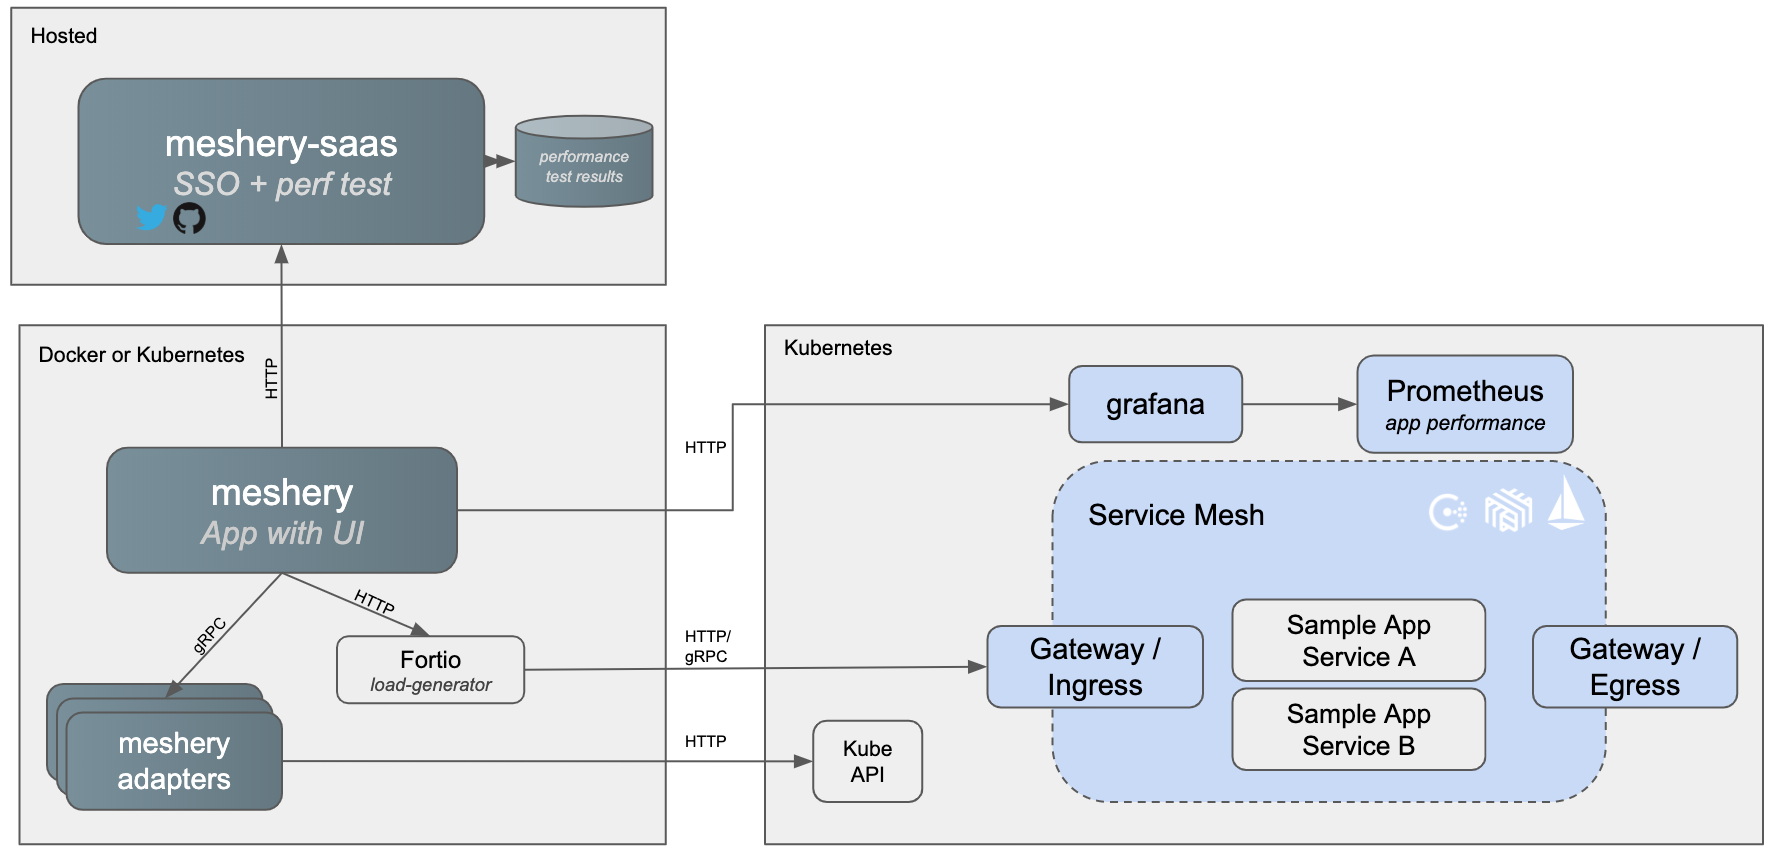 Hosted
meshery-saas
SSO + perf test
performance
test results
Docker or Kubernetes
HTTP
meshery
App with UI
gRPC
HTTP
Fortio
load-generator
meshery
adapters
HTTP
HTTP/
gRPC
HTTP
Kubernetes
grafana
Prometheus
app performance
Service Mesh
Gateway /
Ingress
Sample App
Service A
Sample App
Service B
Gateway /
Egress
Kube
API